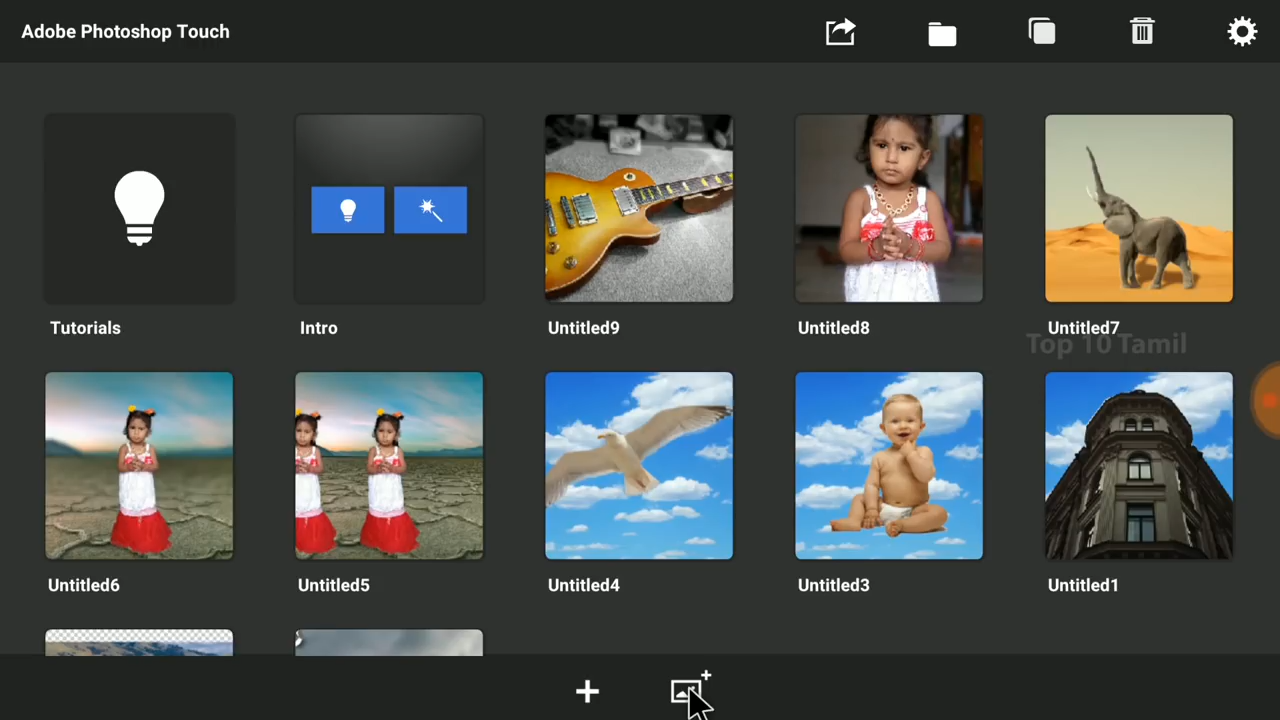 Adobe Photoshop Touch
Tutorials
Intro
Untitled9
Untitled8
Untitled7
Top 10 Tamil
Untitled6
Untitled5
Untitled4
Untitled3
Untitled1